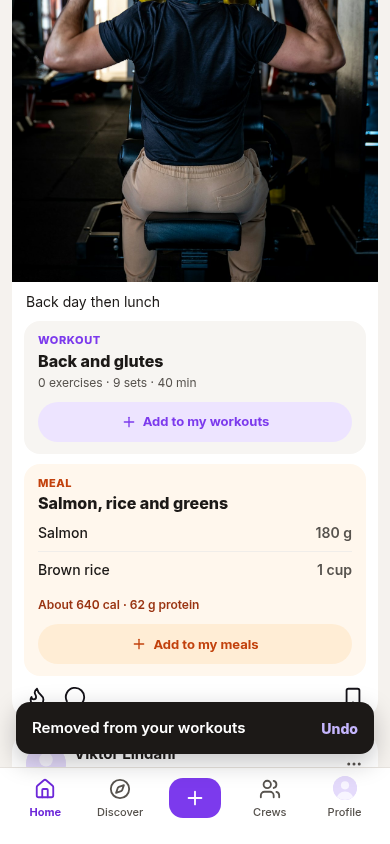 Back day then lunch
WORKOUT
Back and glutes
0 exercises · 9 sets · 40 min
Add to my workouts
MEAL
Salmon, rice and greens
Salmon 180 g
Brown rice 1 cup
About 640 cal · 62 g protein
Add to my meals
Removed from your workouts Undo
Viktor Lindahl
Home Discover Crews Profile